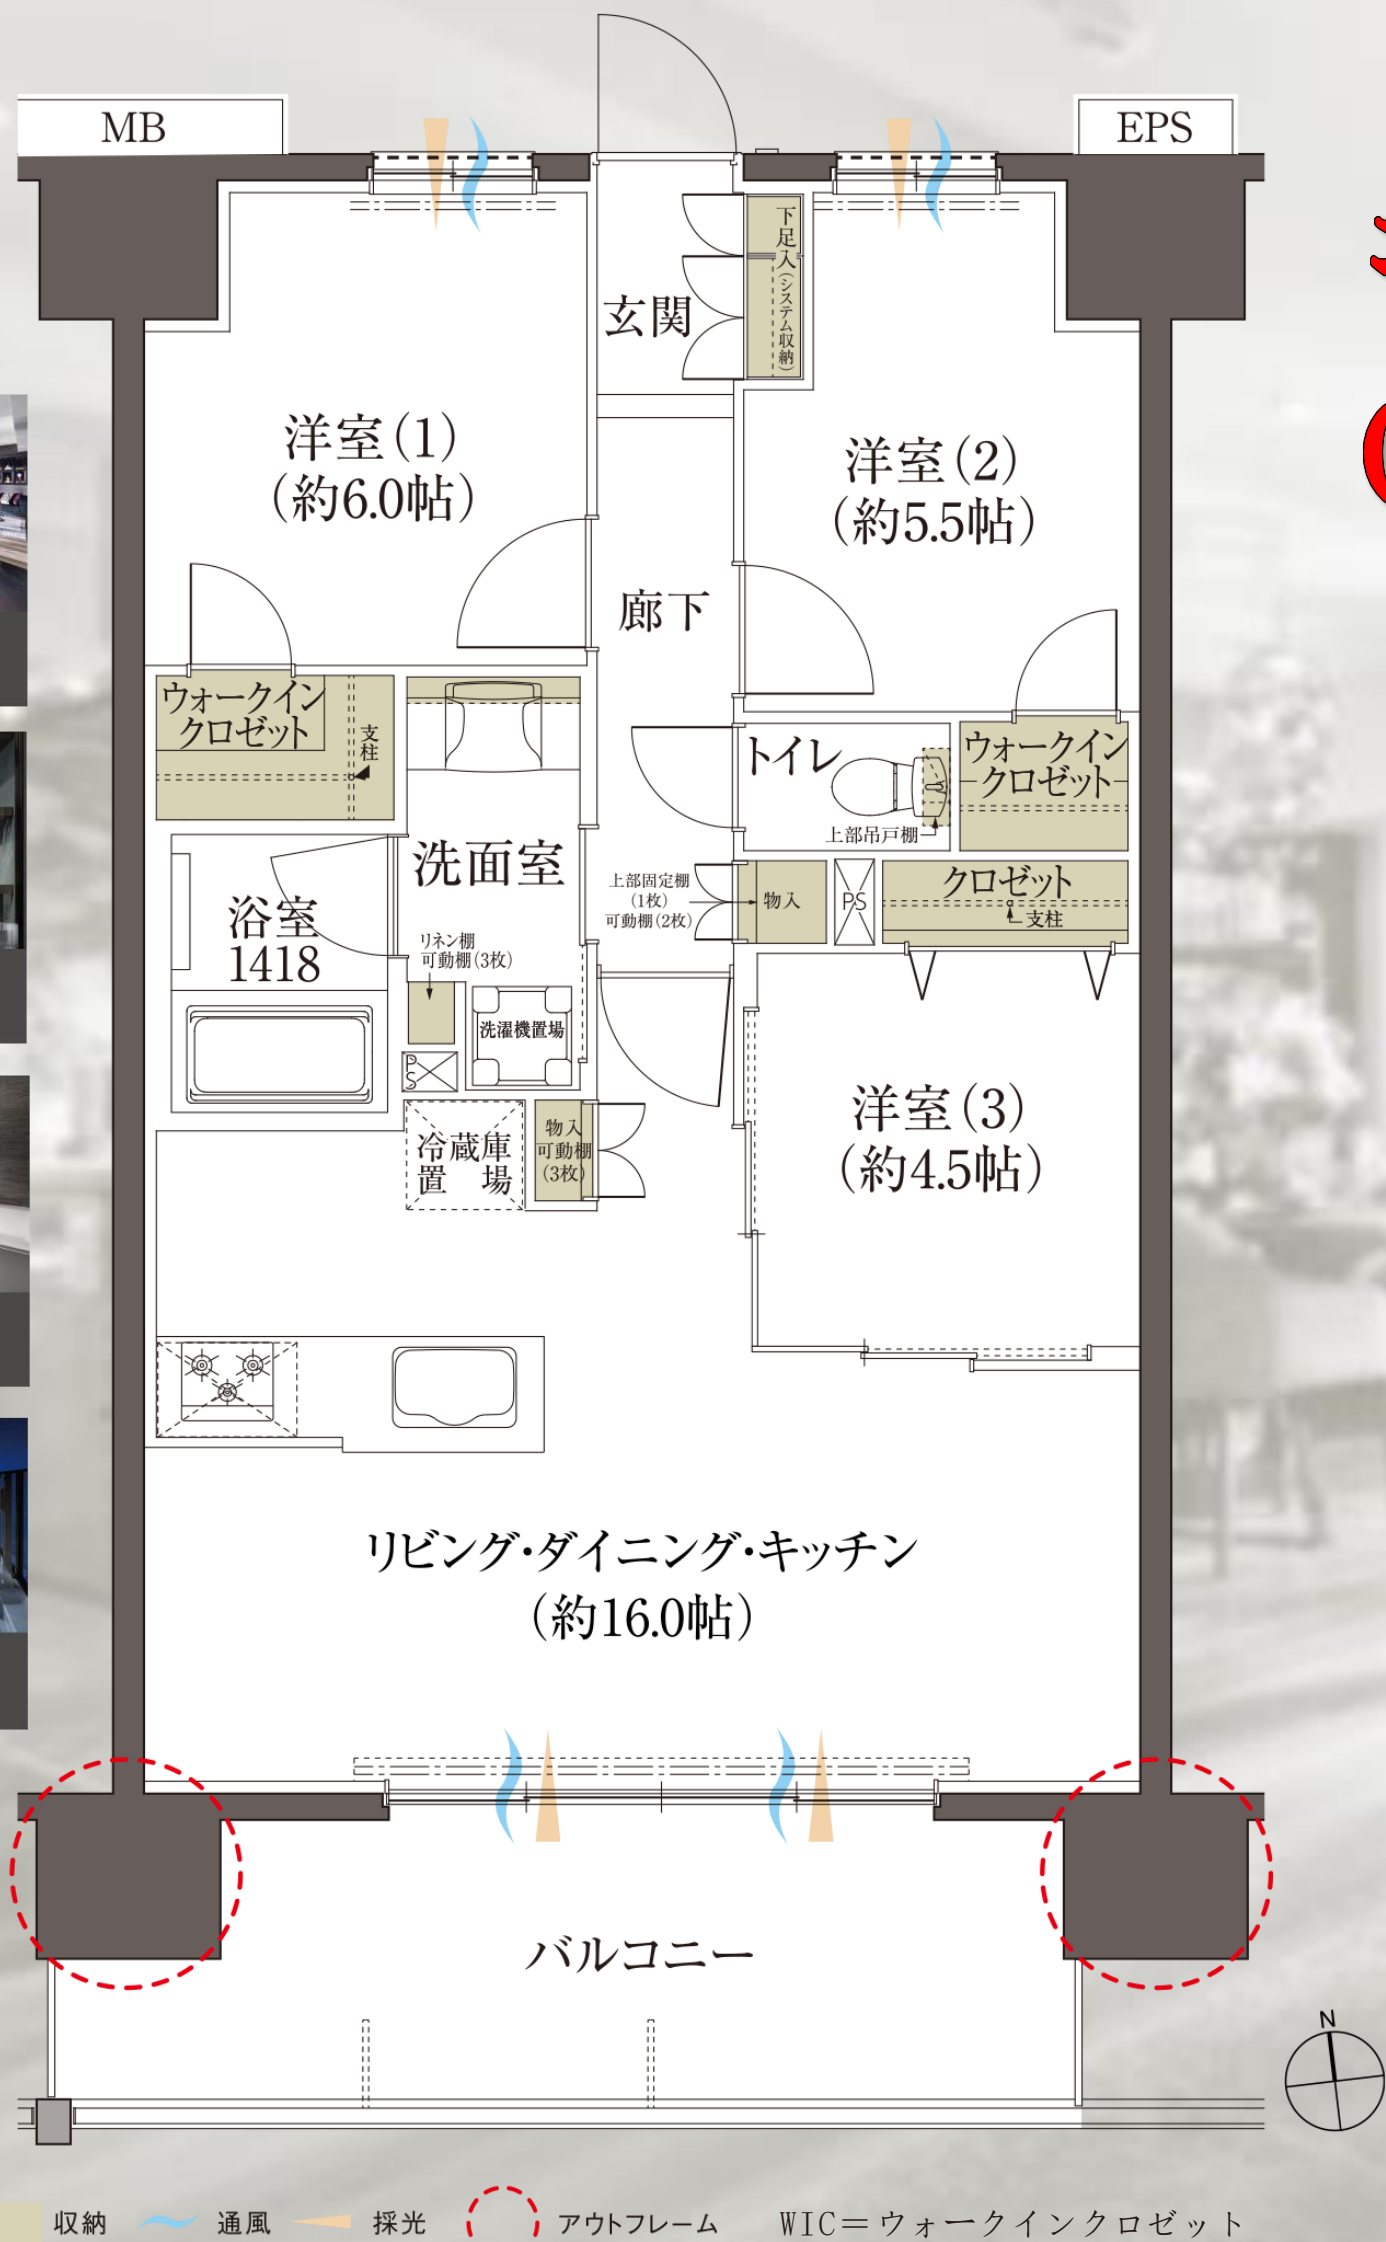 MB
EPS
下足入(システム収納)
玄関
洋室(1)
(約6.0帖)
洋室(2)
(約5.5帖)
廊下
ウォークイン
クロゼット
支柱
トイレ
上部吊戸棚
ウォークイン
クロゼット
洗面室
浴室
1418
上部固定棚
(1枚)
可動棚(2枚)
物入
PS
クロゼット
支柱
リネン棚
可動棚(3枚)
洗濯機置場
PS
冷蔵庫
置場
物入
可動棚
(3枚)
洋室(3)
(約4.5帖)
リビング・ダイニング・キッチン
(約16.0帖)
バルコニー
N
収納 通風 採光 アウトフレーム WIC=ウォークインクロゼット